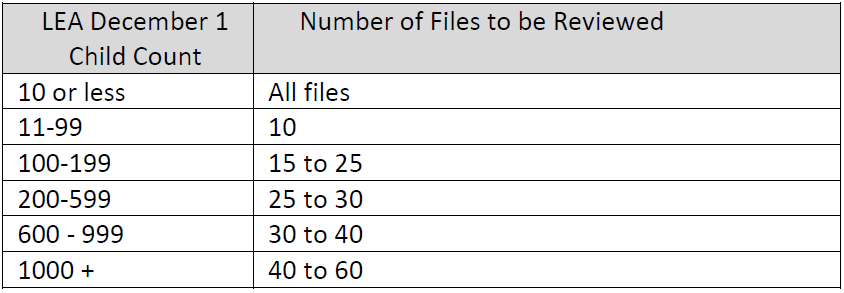 LEA December 1 Number of Files to be Reviewed
Child Count
10 or less All files
11-99 10
100-199 15 to 25
200-599 25 to 30
600 - 999 30 to 40
1000 + 40 to 60